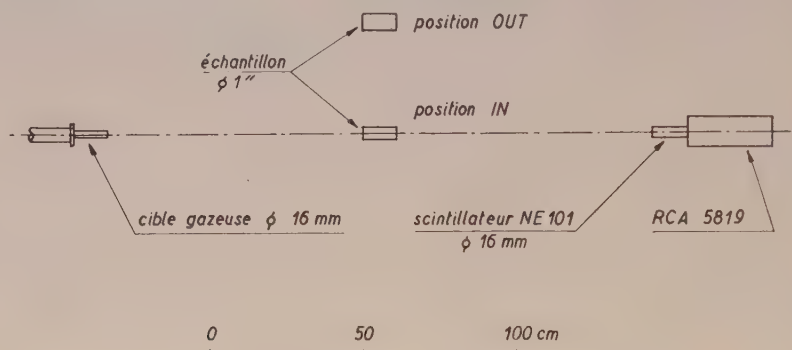 position OUT
échantillon
φ 1"
position IN
cible gazeuse φ 16 mm
scintillateur NE 101
φ 16 mm
RCA 5819
0 50 100 cm